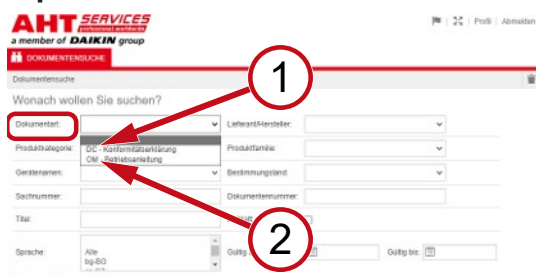 AHT SERVICES
professional worldwide
a member of DAIKIN group
Profil | Abmelden
DOKUMENTENSUCHE
Dokumentensuche
Wonach wollen Sie suchen?
Dokumentart: Lieferant/Hersteller:
DC - Konformitätserklärung
OM - Betriebsanleitung
Produktkategorie: Produktfamilie:
Gerätenamen: Bestimmungsland:
Sachnummer: Dokumentennummer:
Titel:
Sprache: Alle Gültig Gültig bis:
bg-BG
1
2